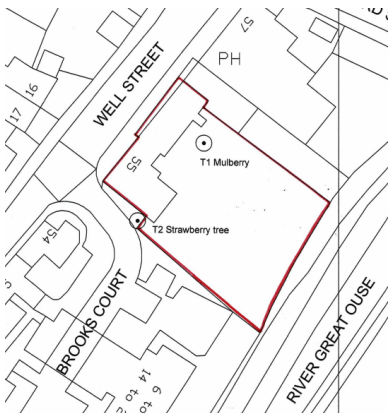 57
PH
WELL STREET
16
17
T1 Mulberry
55
T2 Strawberry tree
54
BROOKS COURT
RIVER GREAT OUSE
14
6 to